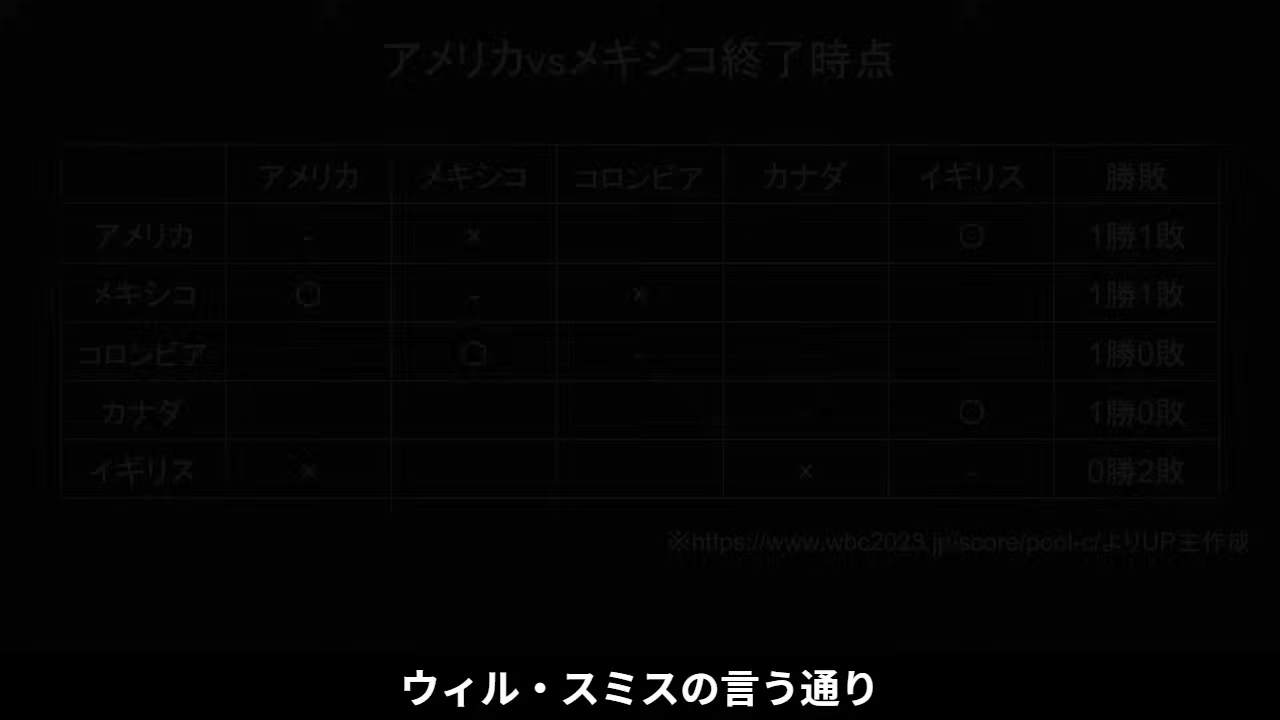 アメリカvsメキシコ終了時点
アメリカ メキシコ コロンビア カナダ イギリス 勝敗
アメリカ - × ◎ 1勝1敗
メキシコ ◎ - × 1勝1敗
コロンビア ◎ - 1勝0敗
カナダ - ◎ 1勝0敗
イギリス × × - 0勝2敗
※https://www.wbc2023.jp/score/pool-c/よりUP主作成
ウィル・スミスの言う通り